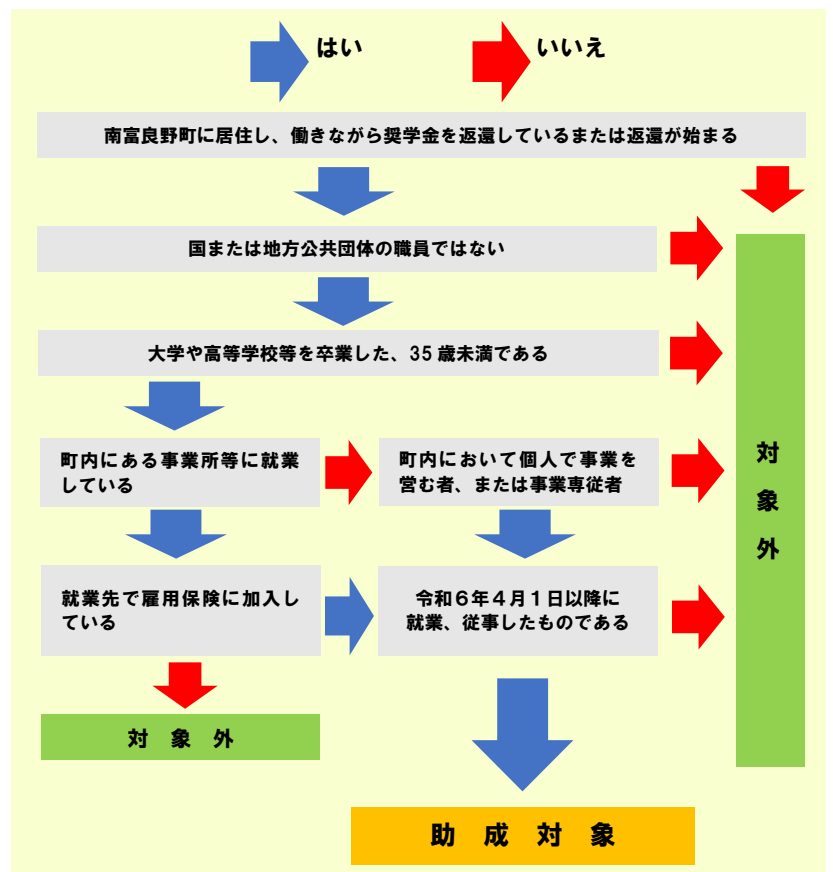 はい
いいえ
南富良野町に居住し、働きながら奨学金を返還しているまたは返還が始まる
国または地方公共団体の職員ではない
大学や高等学校等を卒業した、35歳未満である
町内にある事業所等に就業
している
町内において個人で事業を
営む者、または事業専従者
就業先で雇用保険に加入し
ている
令和６年４月１日以降に
就業、従事したものである
対象外
対　象　外
助　成　対　象